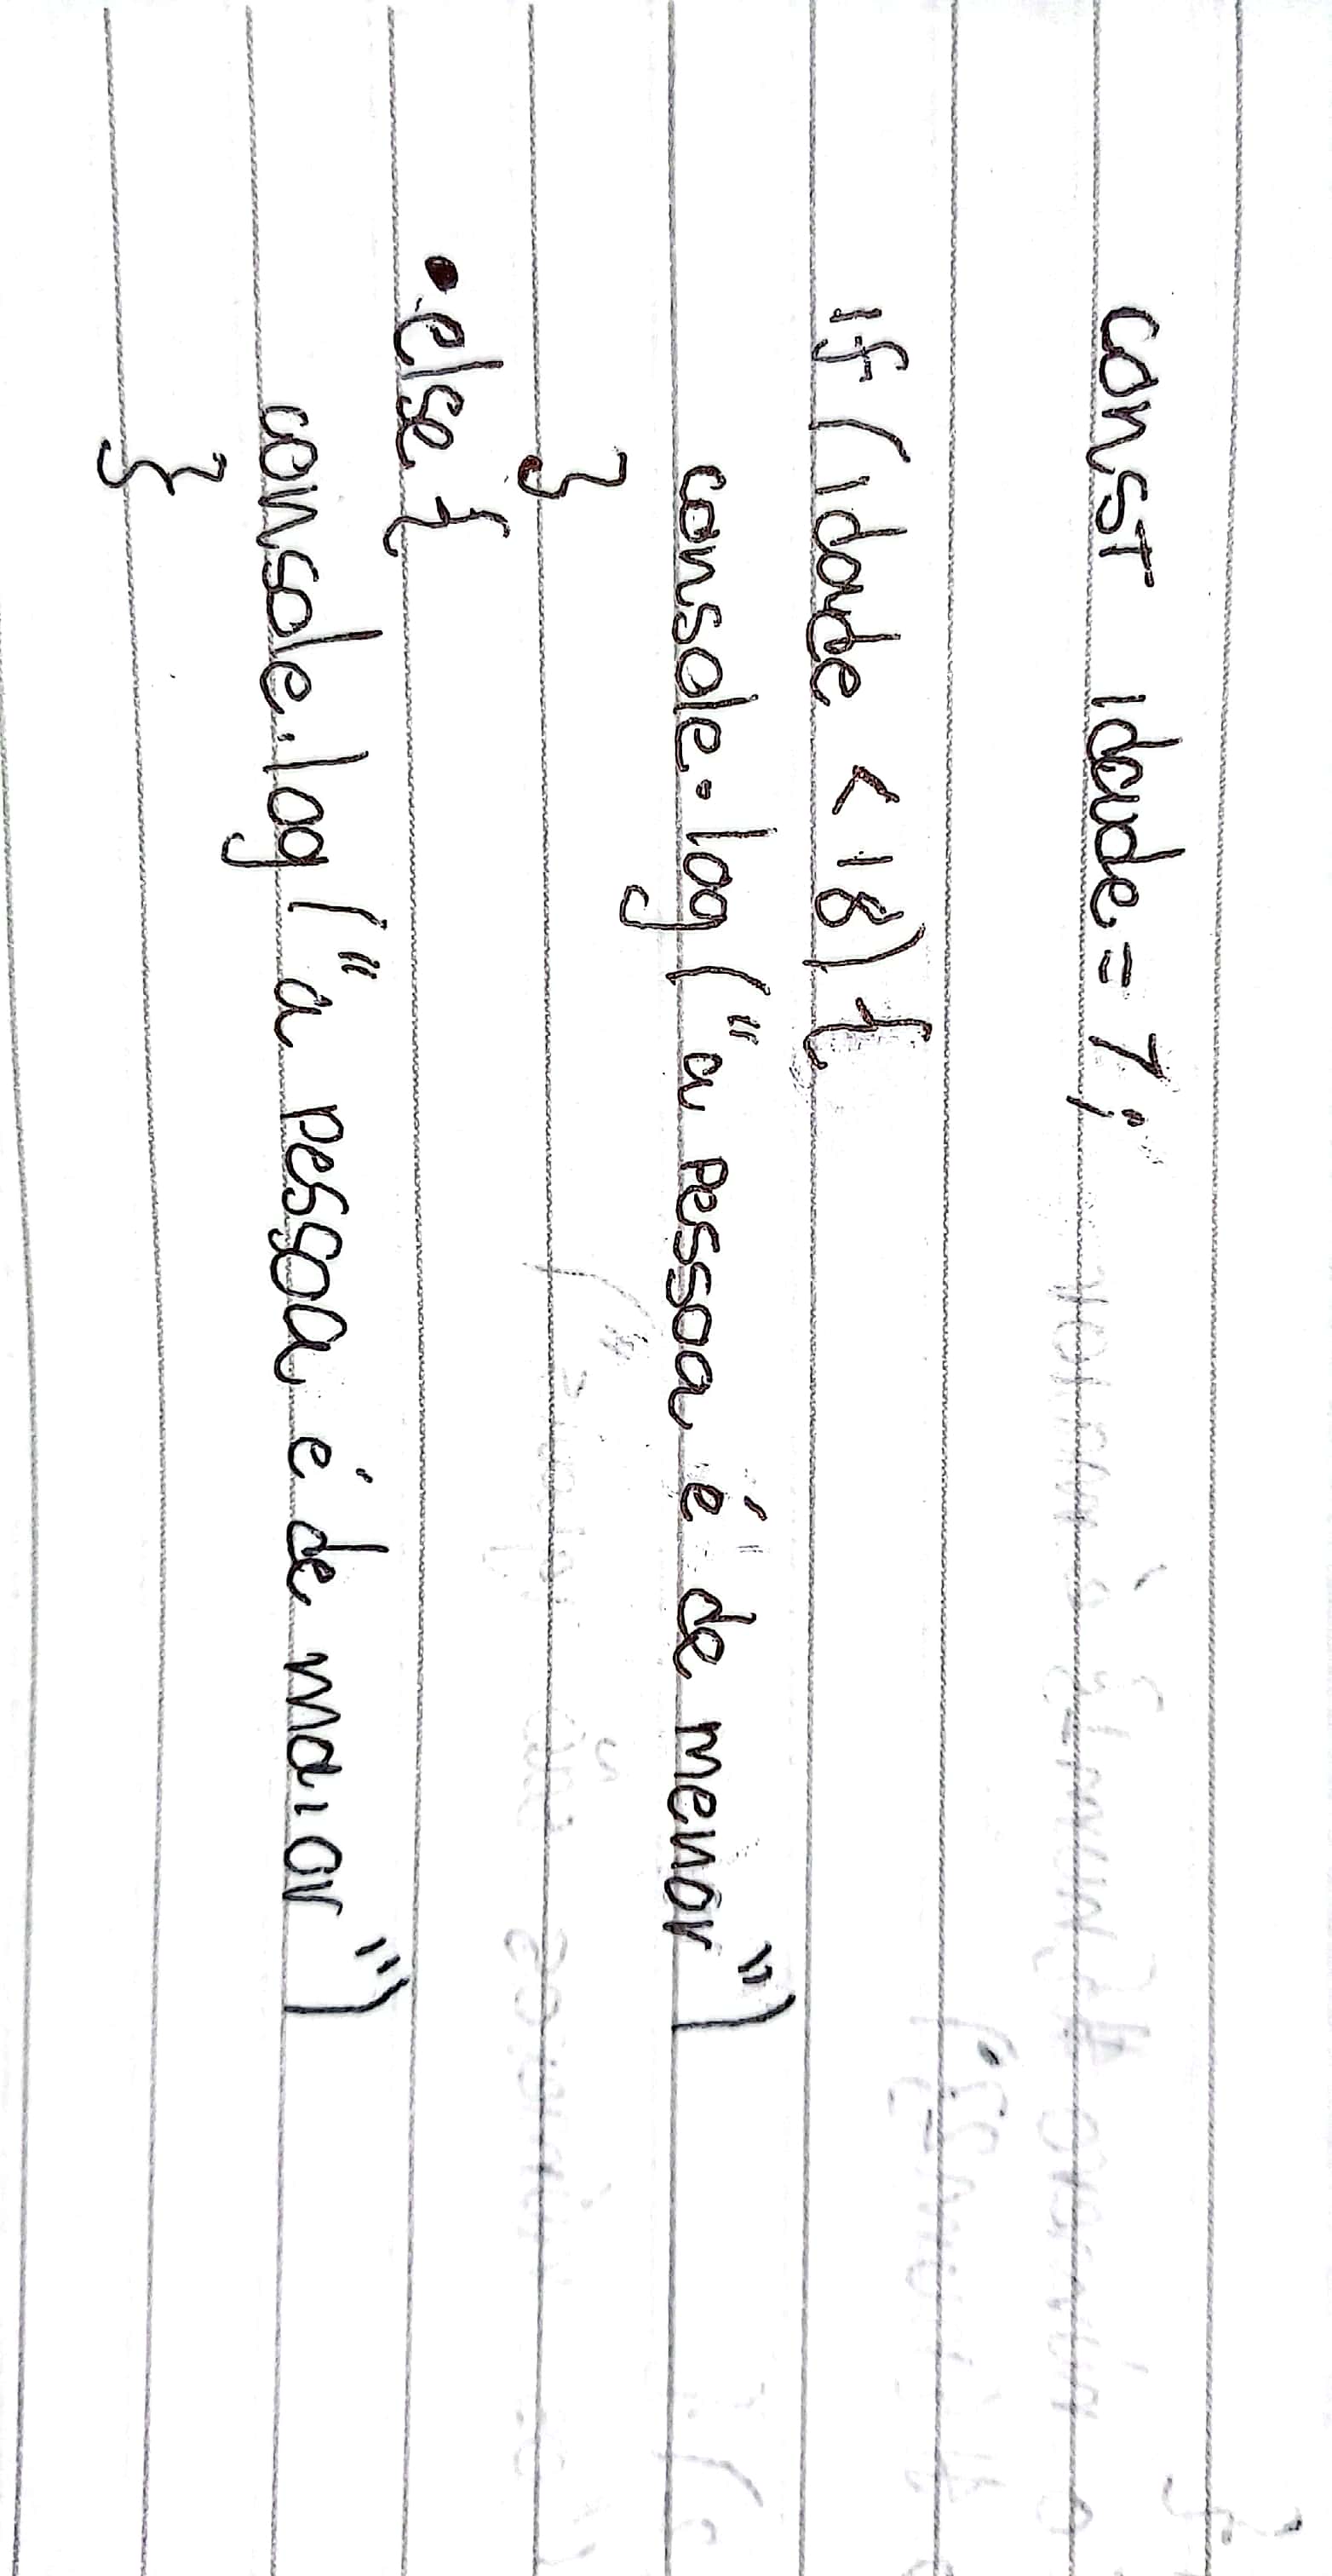 const idade = 7;
if (idade < 18) {
console.log("a pessoa é de menor")
}
else {
console.log("a pessoa é de maior")
}